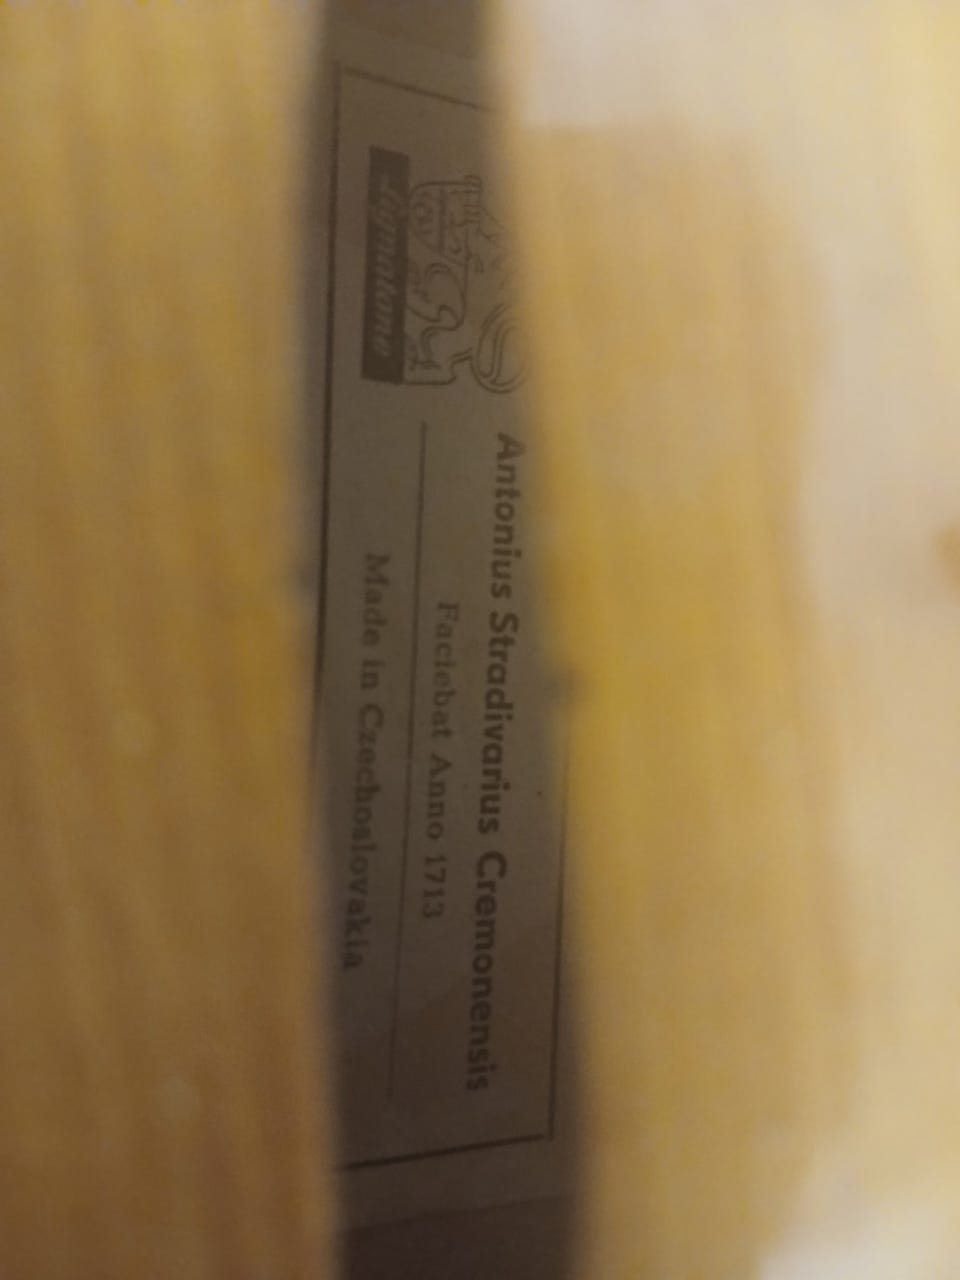 Antonius Stradivarius Cremonensis
Faciebat Anno 1713
Made in Czechoslovakia
Lignatone